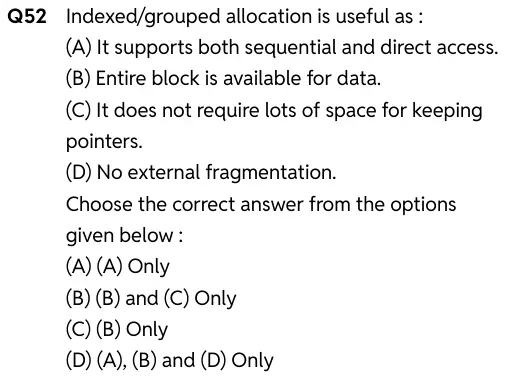 Q52 Indexed/grouped allocation is useful as :
(A) It supports both sequential and direct access.
(B) Entire block is available for data.
(C) It does not require lots of space for keeping
pointers.
(D) No external fragmentation.
Choose the correct answer from the options
given below :
(A) (A) Only
(B) (B) and (C) Only
(C) (B) Only
(D) (A), (B) and (D) Only